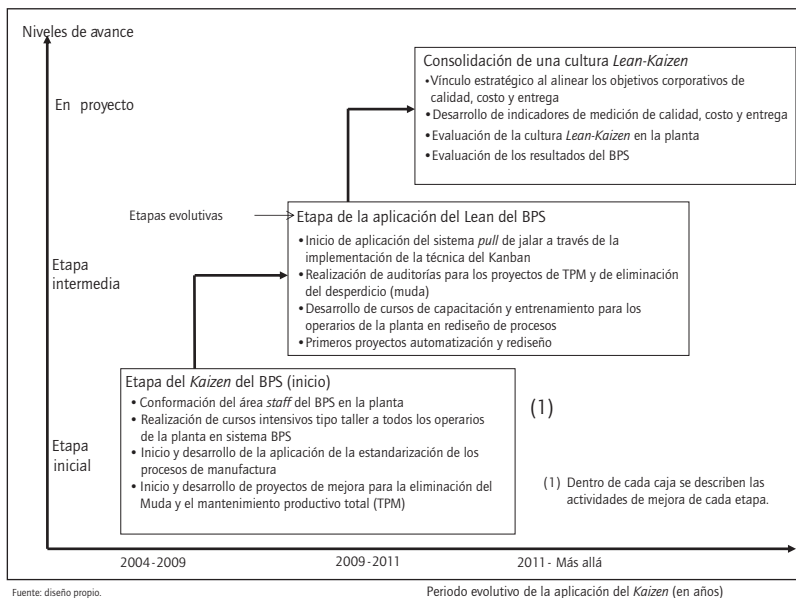 Niveles de avance
En proyecto
Consolidación de una cultura Lean-Kaizen
•Vínculo estratégico al alinear los objetivos corporativos de
calidad, costo y entrega
•Desarrollo de indicadores de medición de calidad, costo y entrega
•Evaluación de la cultura Lean-Kaizen en la planta
•Evaluación de los resultados del BPS
Etapas evolutivas
Etapa
intermedia
Etapa de la aplicación del Lean del BPS
•Inicio de aplicación del sistema pull de jalar a través de la
implementación de la técnica del Kanban
•Realización de auditorías para los proyectos de TPM y de eliminación
del desperdicio (muda)
•Desarrollo de cursos de capacitación y entrenamiento para los
operarios de la planta en rediseño de procesos
•Primeros proyectos automatización y rediseño
Etapa
inicial
Etapa del Kaizen del BPS (inicio)
• Conformación del área staff del BPS en la planta
• Realización de cursos intensivos tipo taller a todos los operarios
de la planta en sistema BPS
• Inicio y desarrollo de la aplicación de la estandarización de los
procesos de manufactura
• Inicio y desarrollo de proyectos de mejora para la eliminación del
Muda y el mantenimiento productivo total (TPM)
(1)
(1) Dentro de cada caja se describen las
actividades de mejora de cada etapa.
2004-2009
2009-2011
2011- Más allá
Fuente: diseño propio.
Periodo evolutivo de la aplicación del Kaizen (en años)